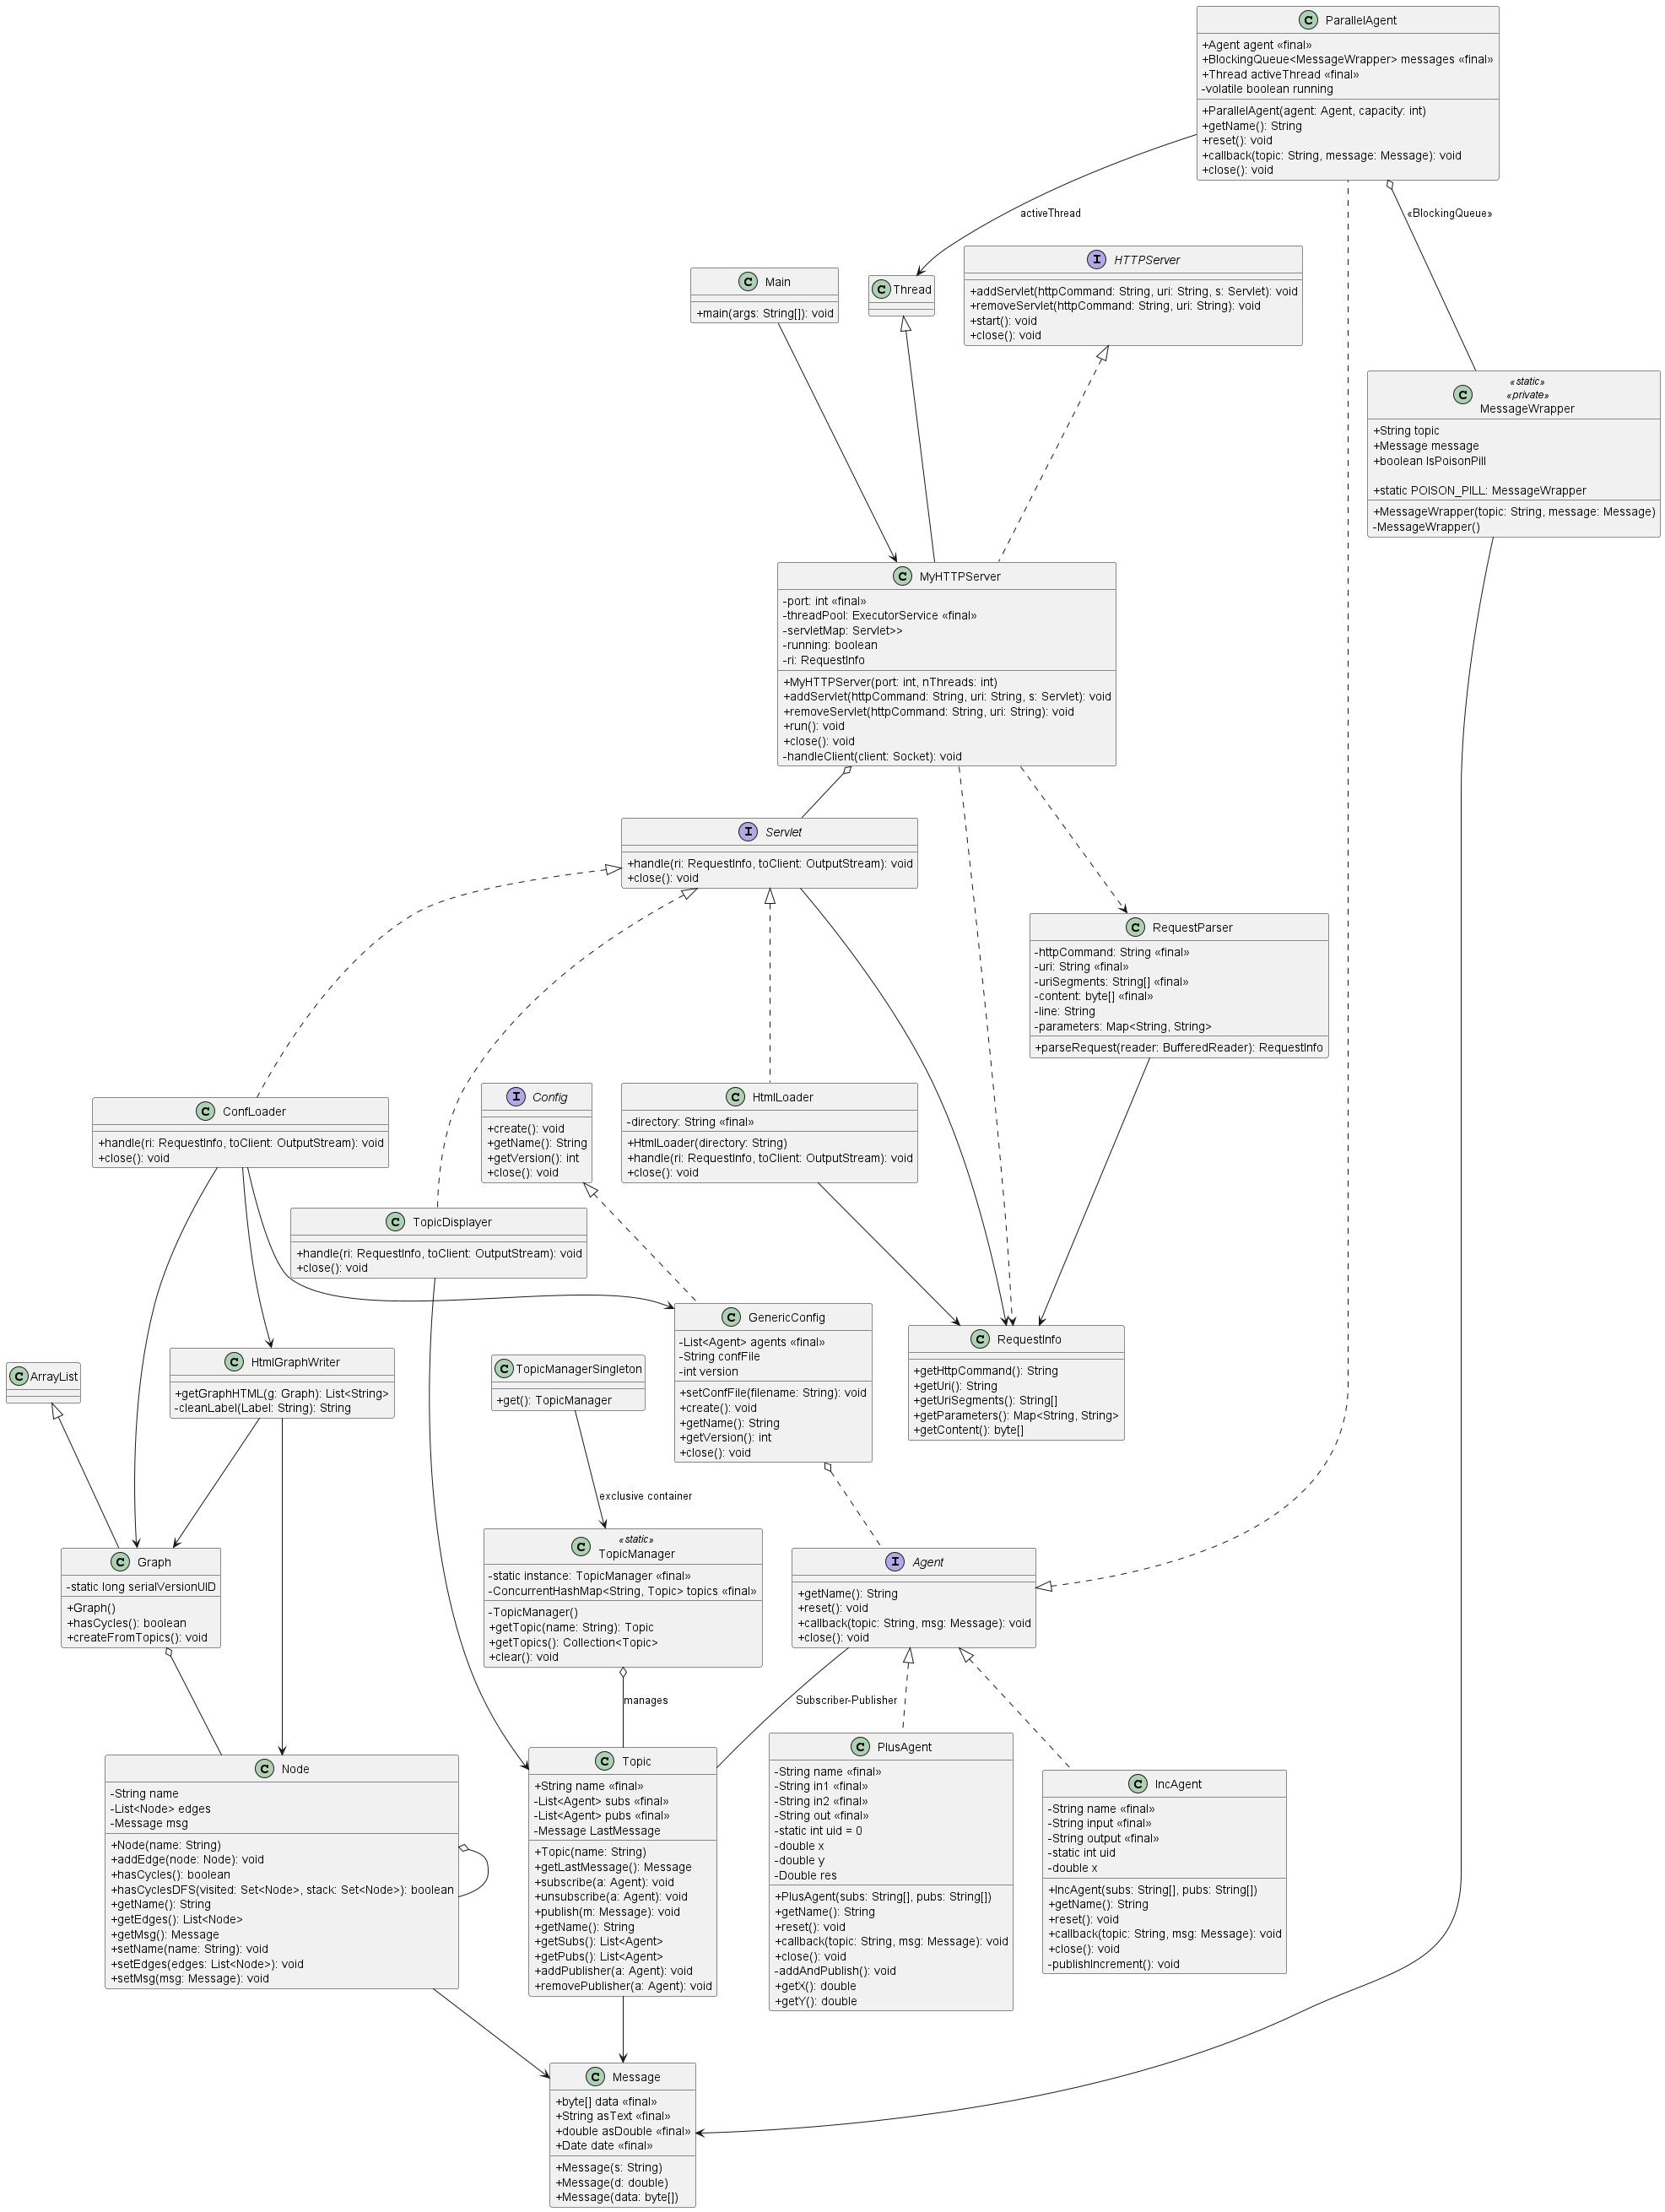 C ParallelAgent
+Agent agent «final»
+BlockingQueue<MessageWrapper> messages «final»
+Thread activeThread «final»
-volatile boolean running
+ParallelAgent(agent: Agent, capacity: int)
+getName(): String
+reset(): void
+callback(topic: String, message: Message): void
+close(): void
activeThread
«BlockingQueue»
C Main
+main(args: String[]): void
C Thread
I HTTPServer
+addServlet(httpCommand: String, uri: String, s: Servlet): void
+removeServlet(httpCommand: String, uri: String): void
+start(): void
+close(): void
«static»
«private»
C MessageWrapper
+String topic
+Message message
+boolean IsPoisonPill
+static POISON_PILL: MessageWrapper
+MessageWrapper(topic: String, message: Message)
-MessageWrapper()
C MyHTTPServer
-port: int «final»
-threadPool: ExecutorService «final»
-servletMap: Servlet>>
-running: boolean
-ri: RequestInfo
+MyHTTPServer(port: int, nThreads: int)
+addServlet(httpCommand: String, uri: String, s: Servlet): void
+removeServlet(httpCommand: String, uri: String): void
+run(): void
+close(): void
-handleClient(client: Socket): void
I Servlet
+handle(ri: RequestInfo, toClient: OutputStream): void
+close(): void
C RequestParser
-httpCommand: String «final»
-uri: String «final»
-uriSegments: String[] «final»
-content: byte[] «final»
-line: String
-parameters: Map<String, String>
+parseRequest(reader: BufferedReader): RequestInfo
C ConfLoader
+handle(ri: RequestInfo, toClient: OutputStream): void
+close(): void
I Config
+create(): void
+getName(): String
+getVersion(): int
+close(): void
C HtmlLoader
-directory: String «final»
+HtmlLoader(directory: String)
+handle(ri: RequestInfo, toClient: OutputStream): void
+close(): void
C TopicDisplayer
+handle(ri: RequestInfo, toClient: OutputStream): void
+close(): void
C GenericConfig
-List<Agent> agents «final»
-String confFile
-int version
+setConfFile(filename: String): void
+create(): void
+getName(): String
+getVersion(): int
+close(): void
C RequestInfo
+getHttpCommand(): String
+getUri(): String
+getUriSegments(): String[]
+getParameters(): Map<String, String>
+getContent(): byte[]
C ArrayList
C HtmlGraphWriter
+getGraphHTML(g: Graph): List<String>
-cleanLabel(Label: String): String
C TopicManagerSingleton
+get(): TopicManager
exclusive container
C Graph
-static long serialVersionUID
+Graph()
+hasCycles(): boolean
+createFromTopics(): void
«static»
C TopicManager
-static instance: TopicManager «final»
-ConcurrentHashMap<String, Topic> topics «final»
-TopicManager()
+getTopic(name: String): Topic
+getTopics(): Collection<Topic>
+clear(): void
I Agent
+getName(): String
+reset(): void
+callback(topic: String, msg: Message): void
+close(): void
manages
Subscriber-Publisher
C Node
-String name
-List<Node> edges
-Message msg
+Node(name: String)
+addEdge(node: Node): void
+hasCycles(): boolean
+hasCyclesDFS(visited: Set<Node>, stack: Set<Node>): boolean
+getName(): String
+getEdges(): List<Node>
+getMsg(): Message
+setName(name: String): void
+setEdges(edges: List<Node>): void
+setMsg(msg: Message): void
C Topic
+String name «final»
-List<Agent> subs «final»
-List<Agent> pubs «final»
-Message LastMessage
+Topic(name: String)
+getLastMessage(): Message
+subscribe(a: Agent): void
+unsubscribe(a: Agent): void
+publish(m: Message): void
+getName(): String
+getSubs(): List<Agent>
+getPubs(): List<Agent>
+addPublisher(a: Agent): void
+removePublisher(a: Agent): void
C PlusAgent
-String name «final»
-String in1 «final»
-String in2 «final»
-String out «final»
-static int uid = 0
-double x
-double y
-Double res
+PlusAgent(subs: String[], pubs: String[])
+getName(): String
+reset(): void
+callback(topic: String, msg: Message): void
+close(): void
-addAndPublish(): void
+getX(): double
+getY(): double
C IncAgent
-String name «final»
-String input «final»
-String output «final»
-static int uid
-double x
+IncAgent(subs: String[], pubs: String[])
+getName(): String
+reset(): void
+callback(topic: String, msg: Message): void
+close(): void
-publishIncrement(): void
C Message
+byte[] data «final»
+String asText «final»
+double asDouble «final»
+Date date «final»
+Message(s: String)
+Message(d: double)
+Message(data: byte[])